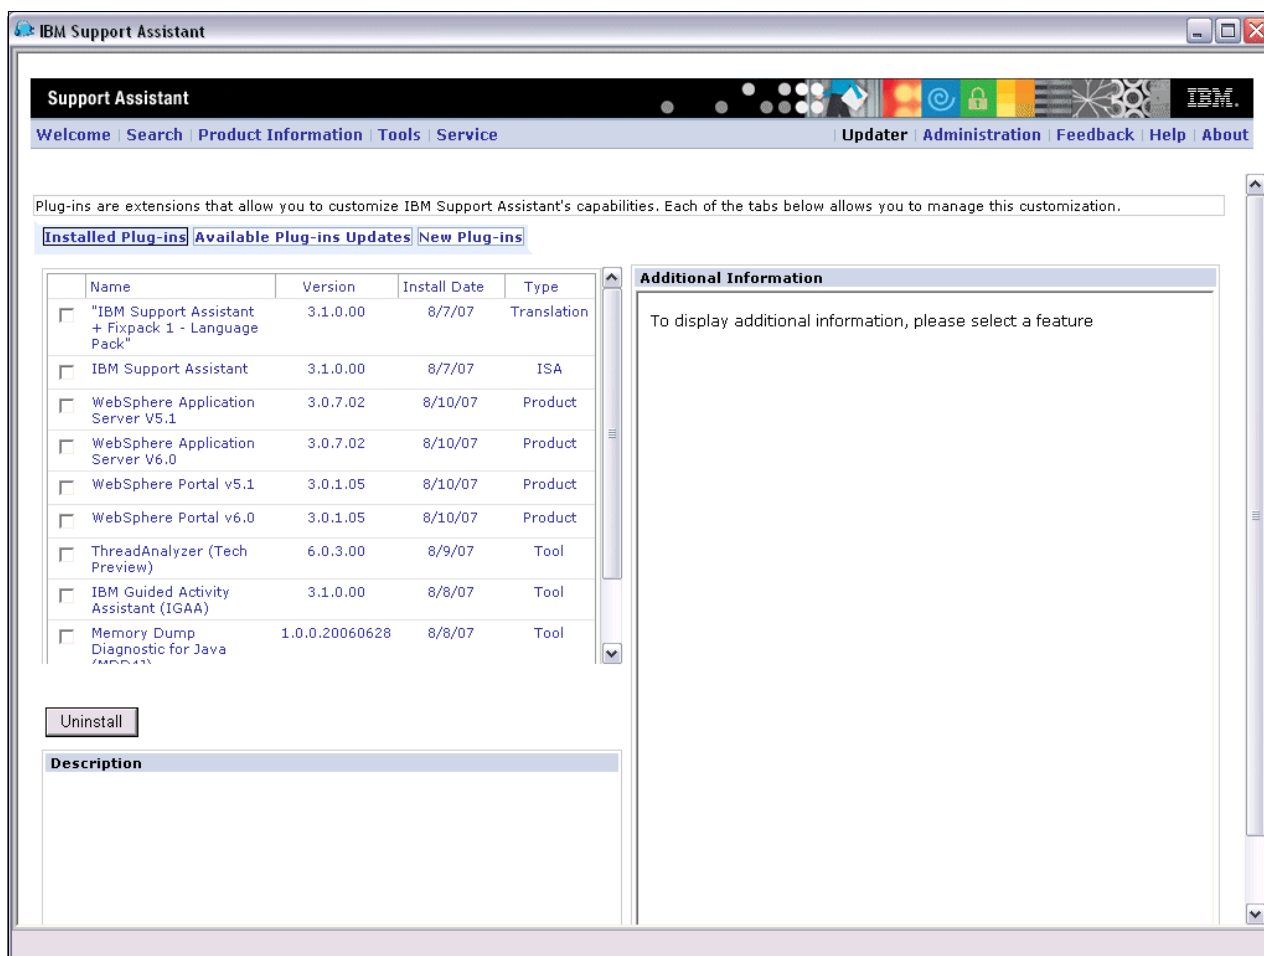 IBM Support Assistant
Support Assistant
IBM.
Welcome | Search | Product Information | Tools | Service
Updater | Administration | Feedback | Help | About
Plug-ins are extensions that allow you to customize IBM Support Assistant's capabilities. Each of the tabs below allows you to manage this customization.
Installed Plug-ins Available Plug-ins Updates New Plug-ins
Name Version Install Date Type
"IBM Support Assistant 3.1.0.00 8/7/07 Translation
+ Fixpack 1 - Language
Pack"
IBM Support Assistant 3.1.0.00 8/7/07 ISA
WebSphere Application 3.0.7.02 8/10/07 Product
Server V5.1
WebSphere Application 3.0.7.02 8/10/07 Product
Server V6.0
WebSphere Portal v5.1 3.0.1.05 8/10/07 Product
WebSphere Portal v6.0 3.0.1.05 8/10/07 Product
ThreadAnalyzer (Tech 6.0.3.00 8/9/07 Tool
Preview)
IBM Guided Activity 3.1.0.00 8/8/07 Tool
Assistant (IGAA)
Memory Dump 1.0.0.20060628 8/8/07 Tool
Diagnostic for Java
Uninstall
Description
Additional Information
To display additional information, please select a feature